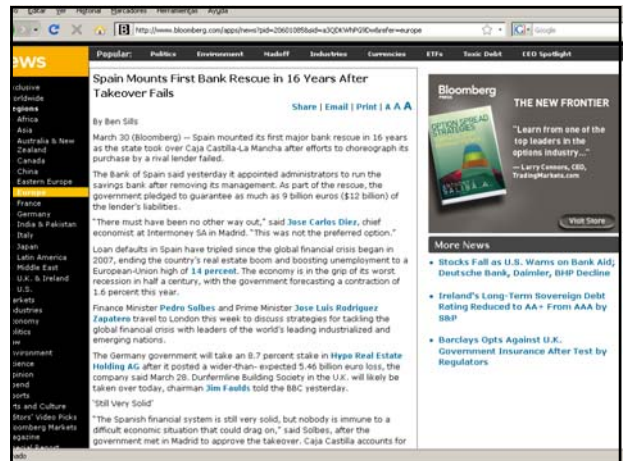 Editar Ver Historial Marcadores Herramientas Ayuda
http://www.bloomberg.com/apps/news?pid=20601085&sid=a3QDKWhPGlDw&refer=europe
Google
Popular: Politics Environment Madoff Industries Currencies ETFs Toxic Debt CEO Spotlight
ews
clusive
orldwide
egions
Africa
Asia
Australia & New
Zealand
Canada
China
Eastern Europe
Europe
France
Germany
India & Pakistan
Italy
Japan
Latin America
Middle East
U.K. & Ireland
U.S.
arkets
dustries
onomy
litics
aw
vironment
ience
pinion
pend
orts
rts and Culture
ditors' Video Picks
oomberg Markets
agazine
pecial Report
Spain Mounts First Bank Rescue in 16 Years After
Takeover Fails
Share | Email | Print | A A A
By Ben Sills
March 30 (Bloomberg) -- Spain mounted its first major bank rescue in 16 years
as the state took over Caja Castilla-La Mancha after efforts to choreograph its
purchase by a rival lender failed.
The Bank of Spain said yesterday it appointed administrators to run the
savings bank after removing its management. As part of the rescue, the
government pledged to guarantee as much as 9 billion euros ($12 billion) of
the lender's liabilities.
"There must have been no other way out," said Jose Carlos Diez, chief
economist at Intermoney SA in Madrid. "This was not the preferred option."
Loan defaults in Spain have tripled since the global financial crisis began in
2007, ending the country's real estate boom and boosting unemployment to a
European-Union high of 14 percent. The economy is in the grip of its worst
recession in half a century, with the government forecasting a contraction of
1.6 percent this year.
Finance Minister Pedro Solbes and Prime Minister Jose Luis Rodriguez
Zapatero travel to London this week to discuss strategies for tackling the
global financial crisis with leaders of the world's leading industrialized and
emerging nations.
The Germany government will take an 8.7 percent stake in Hypo Real Estate
Holding AG after it posted a wider-than- expected 5.46 billion euro loss, the
company said March 28. Dunfermline Building Society in the U.K. will likely be
taken over today, chairman Jim Faulds told the BBC yesterday.
'Still Very Solid'
"The Spanish financial system is still very solid, but nobody is immune to a
difficult economic situation that could drag on," said Solbes, after the
government met in Madrid to approve the takeover. Caja Castilla accounts for
Bloomberg
PRESS
OPTION SPREAD
STRATEGIES
THE NEW FRONTIER
"Learn from one of the
top leaders in the
options industry..."
— Larry Connors, CEO,
TradingMarkets.com
Visit Store
More News
• Stocks Fall as U.S. Warns on Bank Aid;
Deutsche Bank, Daimler, BHP Decline
• Ireland's Long-Term Sovereign Debt
Rating Reduced to AA+ From AAA by
S&P
• Barclays Opts Against U.K.
Government Insurance After Test by
Regulators